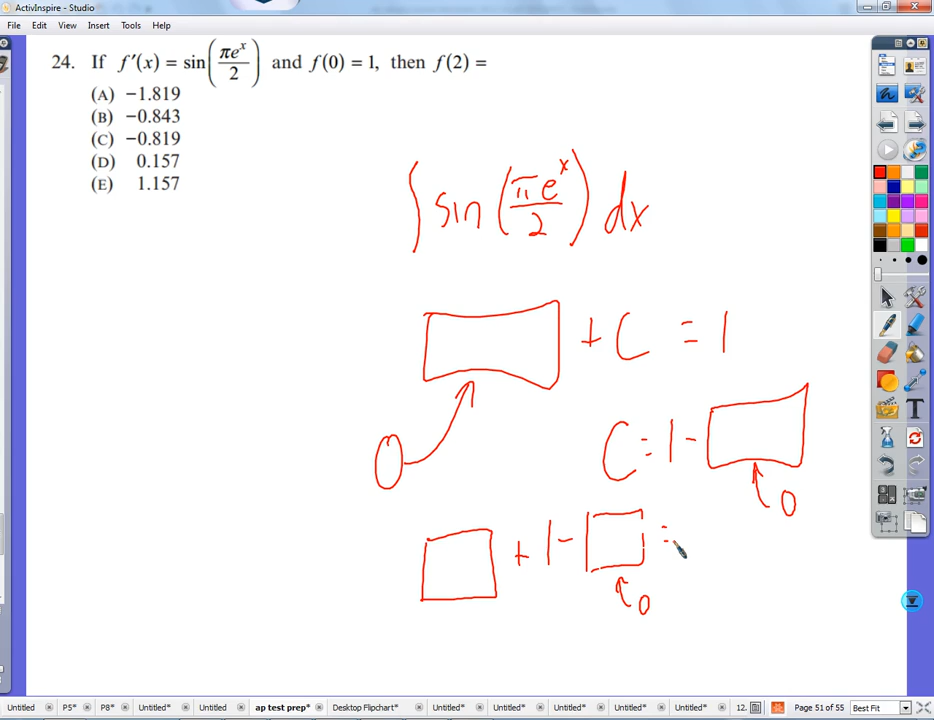 ActivInspire - Studio
File Edit View Insert Tools Help
24. If f′(x) = sin(πeˣ/2) and f(0) = 1, then f(2) =
(A) −1.819
(B) −0.843
(C) −0.819
(D) 0.157
(E) 1.157
∫ sin(πeˣ/2) dx
+ C = 1
0
C = 1 −
0
+ 1 − =
0
Untitled PS* P8* Untitled* Untitled ap test prep* Desktop Flipchart* Untitled* Untitled* Untitled* Untitled* Untitled* 12. Page 51 of 55 Best Fit